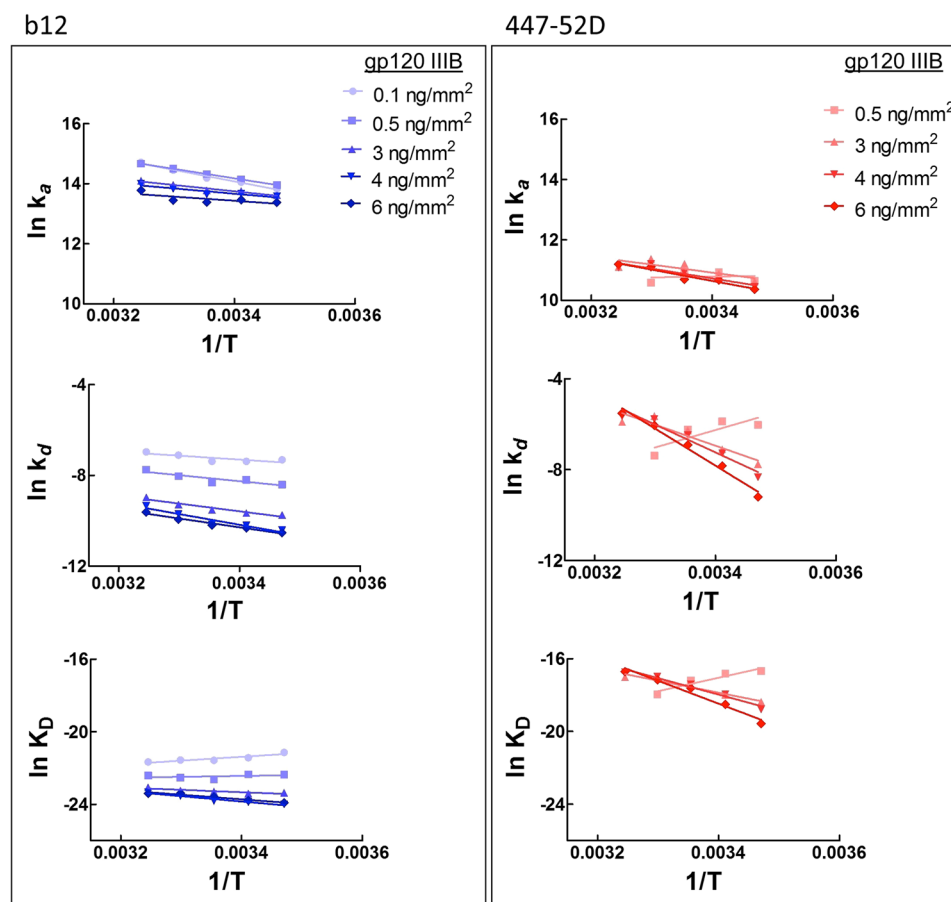 b12
gp120 IIIB
0.1 ng/mm²
0.5 ng/mm²
3 ng/mm²
4 ng/mm²
6 ng/mm²
ln kₐ
16
14
12
10
0.0032 0.0034 0.0036
1/T
ln k_d
-4
-8
-12
0.0032 0.0034 0.0036
1/T
ln K_D
-16
-20
-24
0.0032 0.0034 0.0036
1/T
447-52D
gp120 IIIB
0.5 ng/mm²
3 ng/mm²
4 ng/mm²
6 ng/mm²
ln kₐ
16
14
12
10
0.0032 0.0034 0.0036
1/T
ln k_d
-4
-8
-12
0.0032 0.0034 0.0036
1/T
ln K_D
-16
-20
-24
0.0032 0.0034 0.0036
1/T